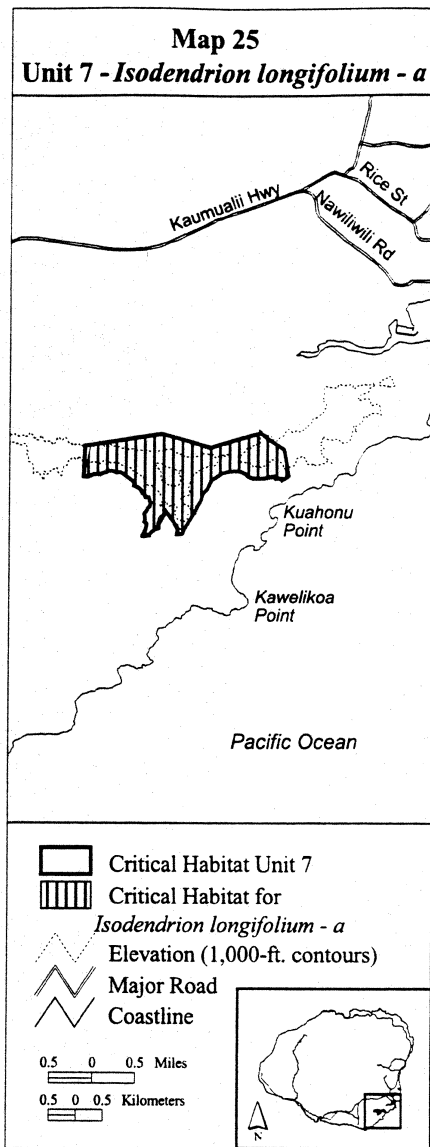 Map 25
Unit 7 - Isodendrion longifolium - a
Kaumualii Hwy
Rice St
Nawiliwili Rd
Kuahonu
Point
Kawelikoa
Point
Pacific Ocean
Critical Habitat Unit 7
Critical Habitat for
Isodendrion longifolium - a
Elevation (1,000-ft. contours)
Major Road
Coastline
0.5 0 0.5 Miles
0.5 0 0.5 Kilometers
N